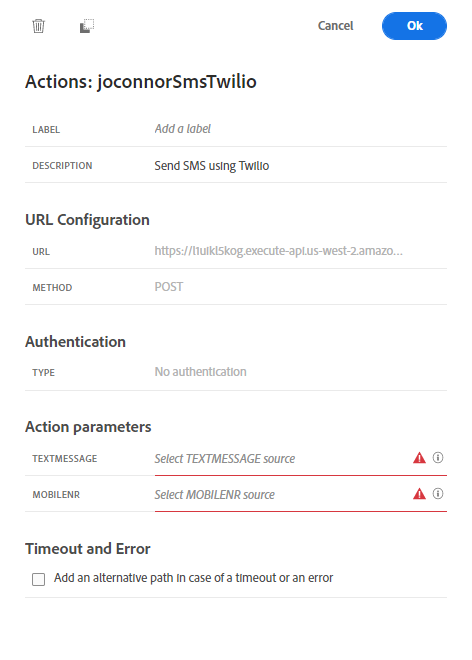 Cancel Ok
Actions: joconnorSmsTwilio
LABEL Add a label
DESCRIPTION Send SMS using Twilio
URL Configuration
URL https://l1uikl5kog.execute-api.us-west-2.amazo...
METHOD POST
Authentication
TYPE No authentication
Action parameters
TEXTMESSAGE Select TEXTMESSAGE source
MOBILENR Select MOBILENR source
Timeout and Error
Add an alternative path in case of a timeout or an error